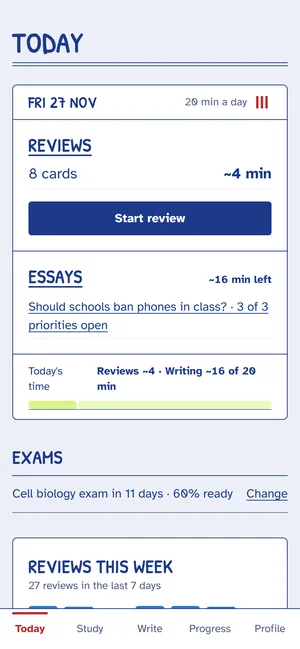 TODAY
FRI 27 NOV
20 min a day
REVIEWS
8 cards
~4 min
Start review
ESSAYS
~16 min left
Should schools ban phones in class? · 3 of 3
priorities open
Today's
time
Reviews ~4 · Writing ~16 of 20
min
EXAMS
Cell biology exam in 11 days · 60% ready
Change
REVIEWS THIS WEEK
27 reviews in the last 7 days
Today
Study
Write
Progress
Profile